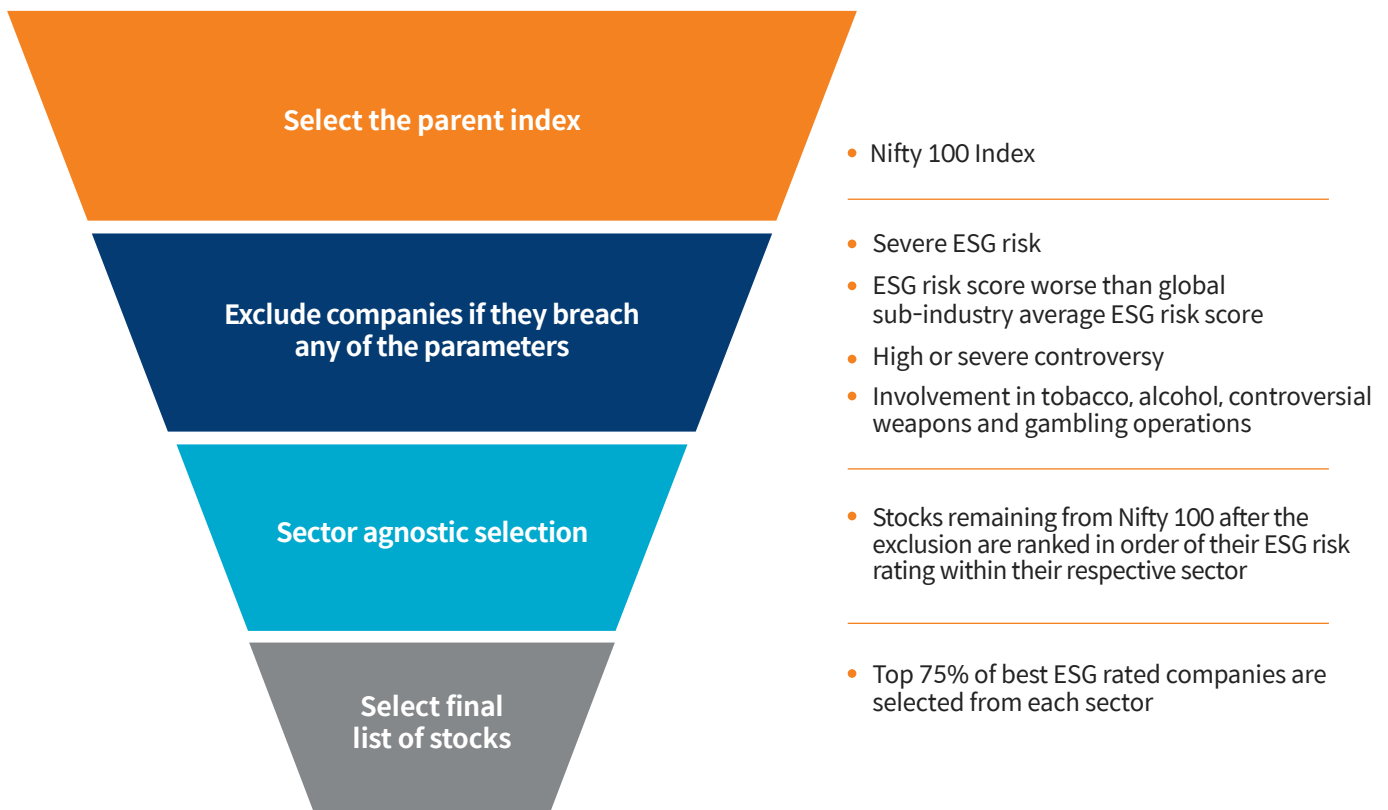 Select the parent index
• Nifty 100 Index
Exclude companies if they breach
any of the parameters
• Severe ESG risk
• ESG risk score worse than global
sub-industry average ESG risk score
• High or severe controversy
• Involvement in tobacco, alcohol, controversial
weapons and gambling operations
Sector agnostic selection
• Stocks remaining from Nifty 100 after the
exclusion are ranked in order of their ESG risk
rating within their respective sector
Select final
list of stocks
• Top 75% of best ESG rated companies are
selected from each sector